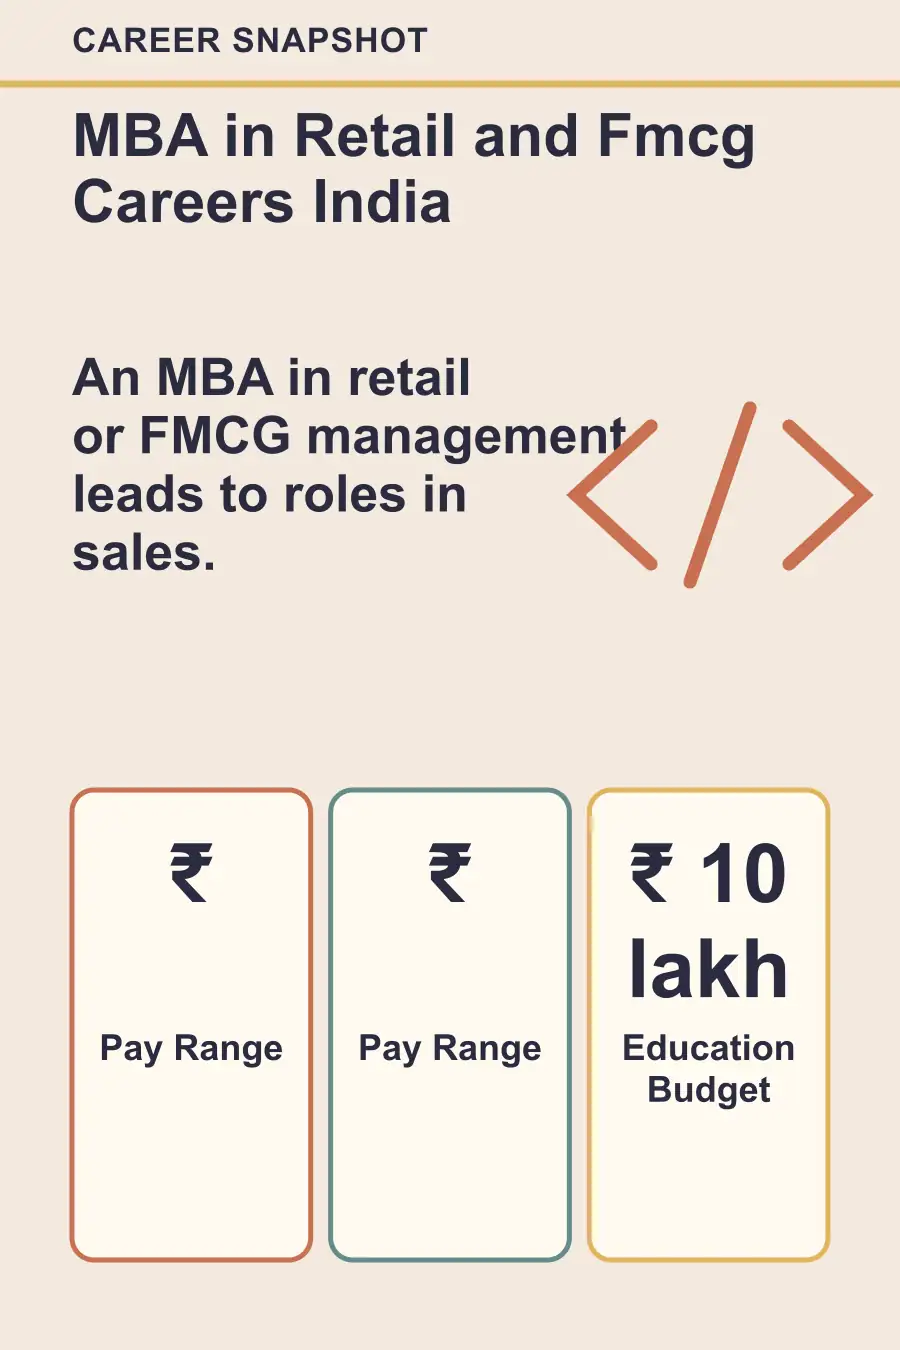 CAREER SNAPSHOT
MBA in Retail and Fmcg
Careers India
An MBA in retail
or FMCG management
leads to roles in
sales.
</>
₹
Pay Range
₹
Pay Range
₹ 10
lakh
Education
Budget